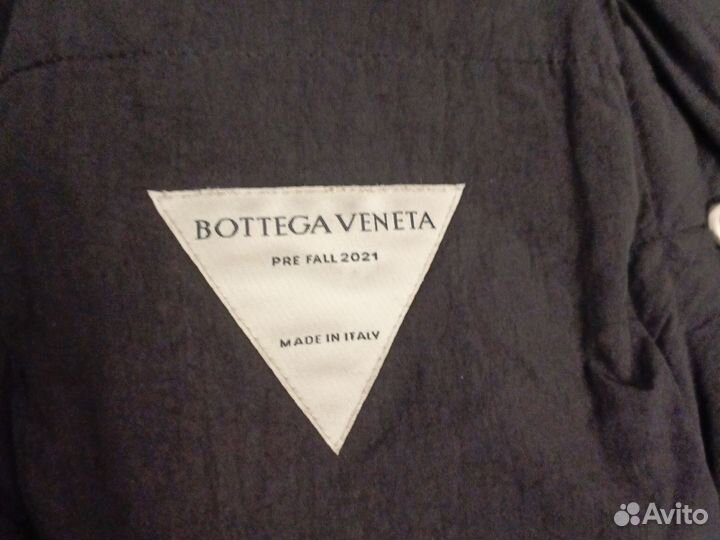 BOTTEGA VENETA
PRE FALL 2021
MADE IN ITALY
Avito